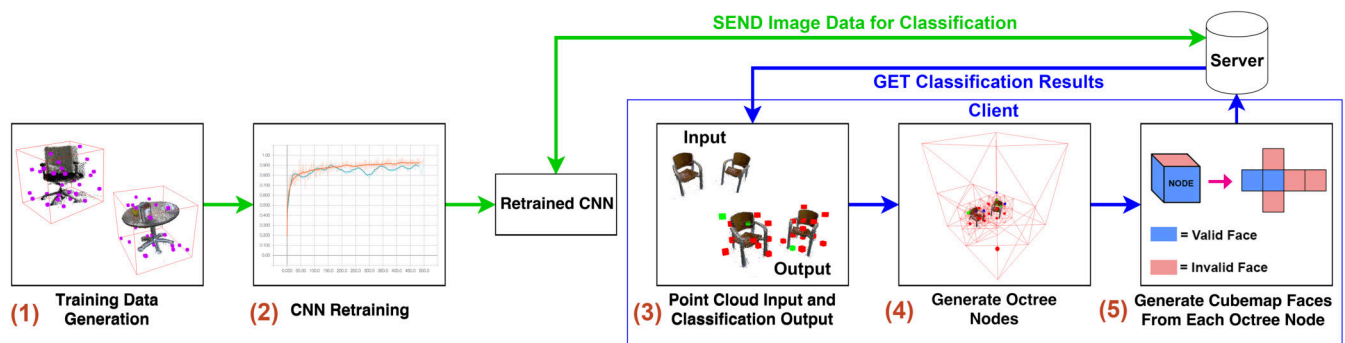 SEND Image Data for Classification
Server
GET Classification Results
Client
Input
Output
Retrained CNN
NODE
= Valid Face
= Invalid Face
(1) Training Data
Generation
(2) CNN Retraining
(3) Point Cloud Input and
Classification Output
(4) Generate Octree
Nodes
(5) Generate Cubemap Faces
From Each Octree Node